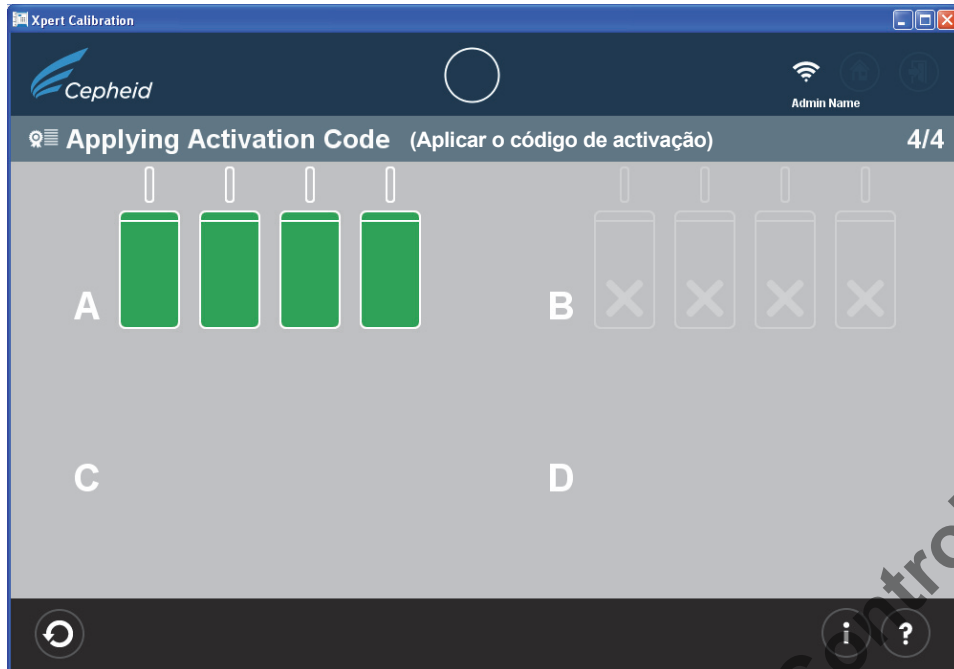 Xpert Calibration
Cepheid
Admin Name
Applying Activation Code (Aplicar o código de activação) 4/4
A
B
C
D
i ?